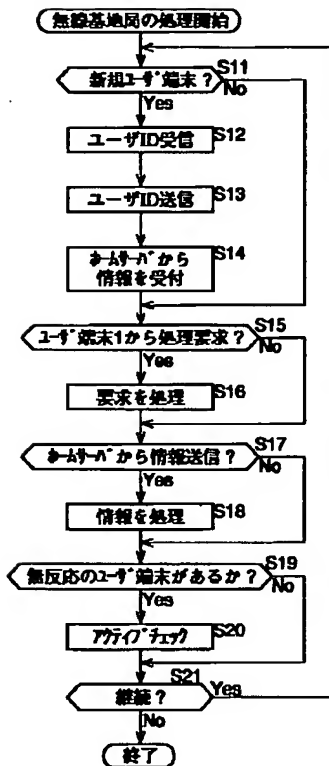 無線基地局の処理開始
S11
新規ユーザ端末？
No
Yes
S12
ユーザID受信
S13
ユーザID送信
S14
ホームサーバから
情報を受付
S15
ユーザ端末1から処理要求？
No
Yes
S16
要求を処理
S17
ホームサーバから情報送信？
No
Yes
S18
情報を処理
S19
無反応のユーザ端末があるか？
No
Yes
S20
アクティブチェック
S21
継続？
Yes
No
終了